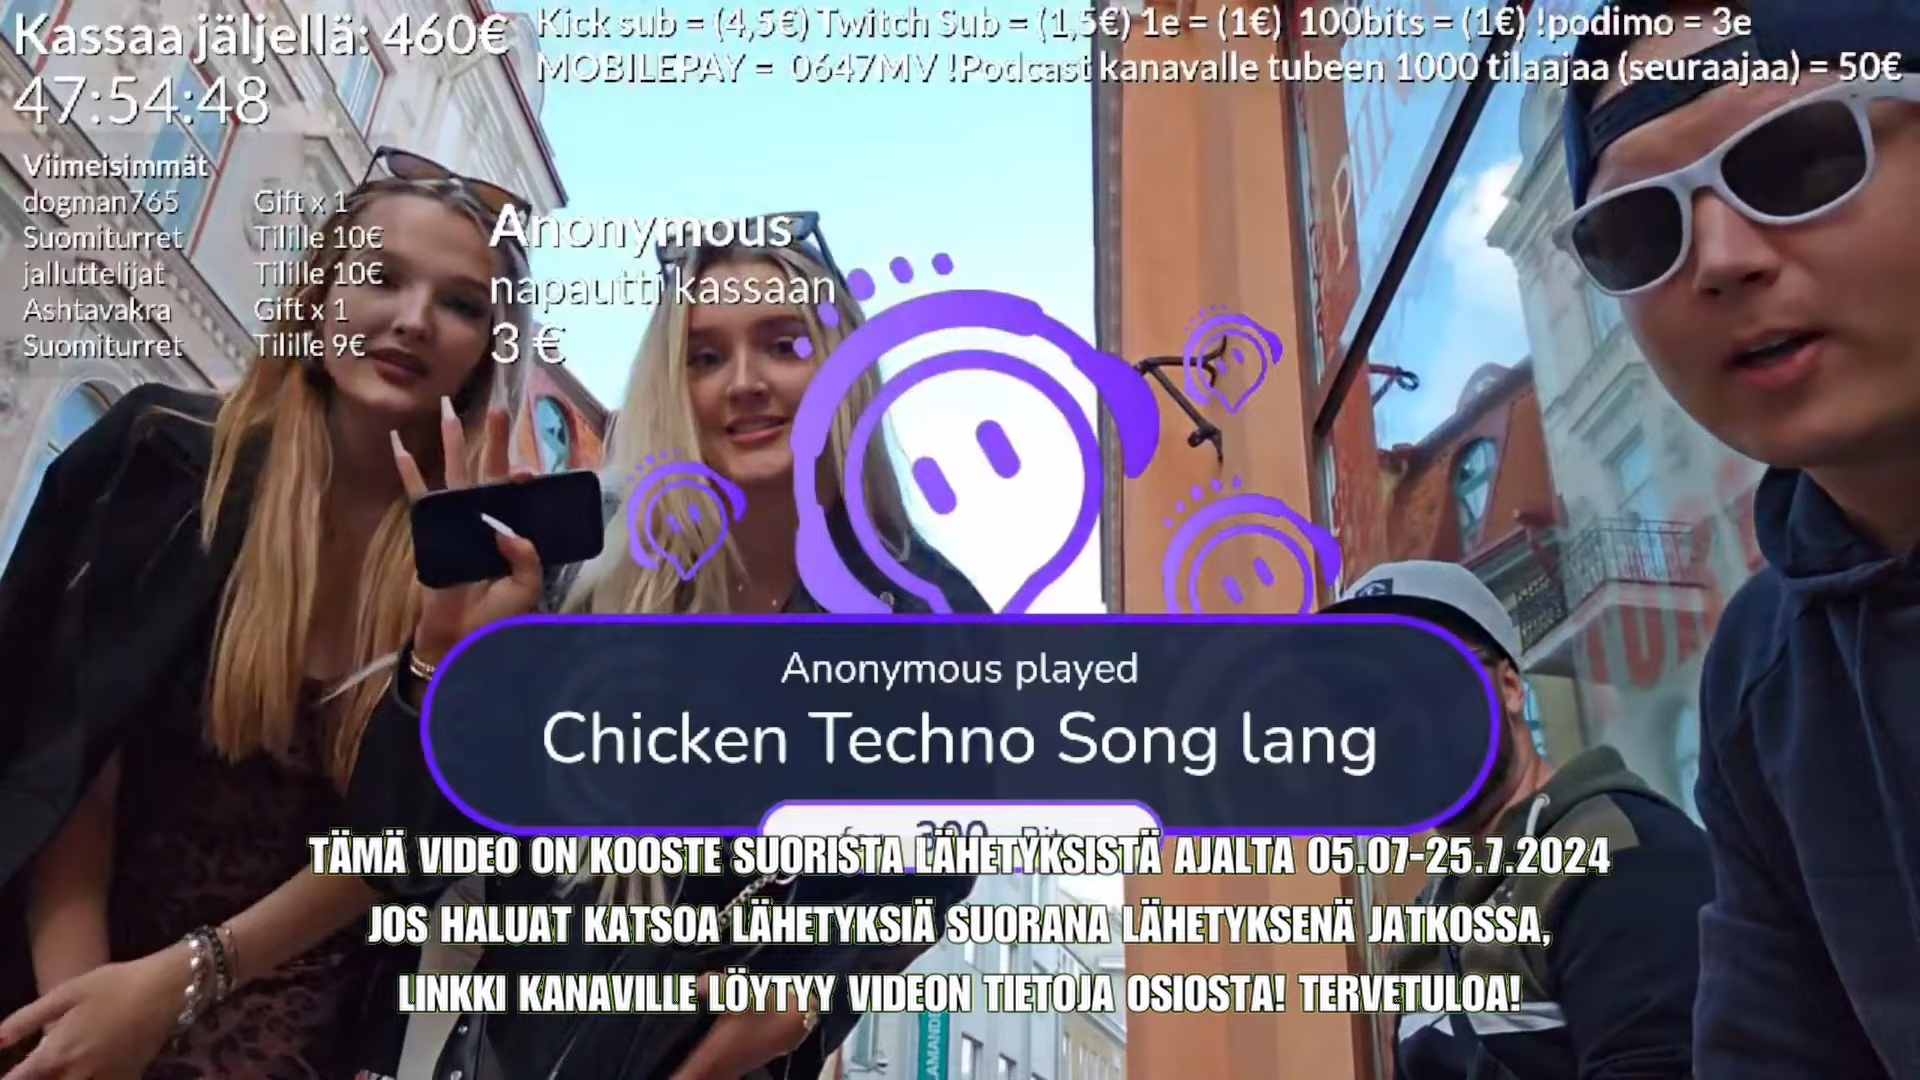 Kassaa jäljellä: 460€
47:54:48
Kick sub = (4,5€) Twitch Sub = (1,5€) 1e = (1€) 100bits = (1€) !podimo = 3e
MOBILEPAY = 0647MV !Podcast kanavalle tubeen 1000 tilaajaa (seuraajaa) = 50€
Viimeisimmät
dogman765 Gift x 1
Suomiturret Tilille 10€
jalluttelijat Tilille 10€
Ashtavakra Gift x 1
Suomiturret Tilille 9€
Anonymous
napautti kassaan
3 €
Anonymous played
Chicken Techno Song lang
for 300 Bits
TÄMÄ VIDEO ON KOOSTE SUORISTA LÄHETYKSISTÄ AJALTA 05.07-25.7.2024
JOS HALUAT KATSOA LÄHETYKSIÄ SUORANA LÄHETYKSENÄ JATKOSSA,
LINKKI KANAVILLE LÖYTYY VIDEON TIETOJA OSIOSTA! TERVETULOA!